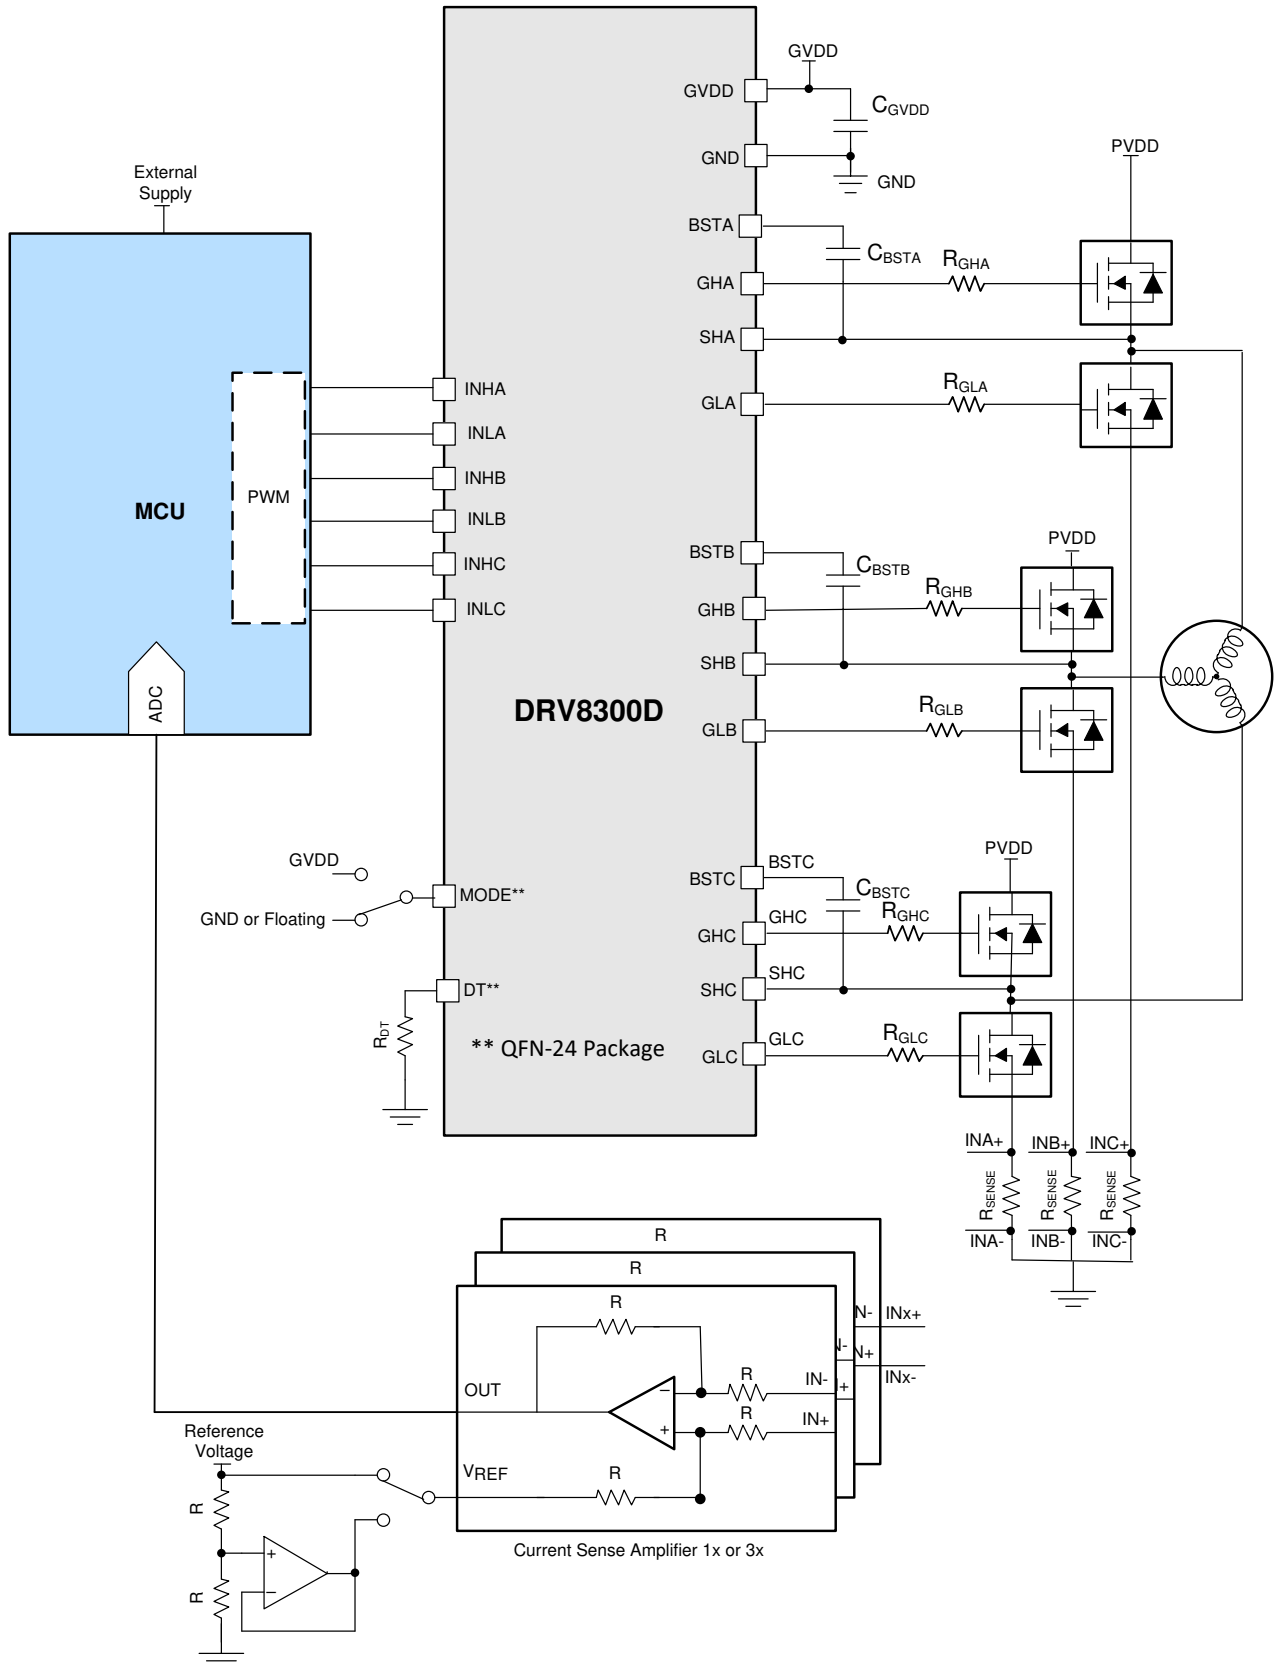 GVDD
GVDD
CGVDD
GND
GND
PVDD
External
Supply
BSTA
CBSTA
RGHA
GHA
SHA
RGLA
GLA
INHA
INLA
INHB
INLB
INHC
INLC
MCU
PWM
ADC
PVDD
BSTB
CBSTB
RGHB
GHB
SHB
DRV8300D
RGLB
GLB
PVDD
BSTC
BSTC
CBSTC
GHC
GHC
RGHC
SHC
SHC
GLC
GLC
RGLC
GVDD
GND or Floating
MODE**
DT**
RDT
** QFN-24 Package
INA+
INB+
INC+
RSENSE
RSENSE
RSENSE
INA-
INB-
INC-
R
R
R
N-
INx+
N-
N+
INx-
+
OUT
IN-
R
−
IN+
R
+
VREF
R
Reference
Voltage
R
R
+
−
Current Sense Amplifier 1x or 3x